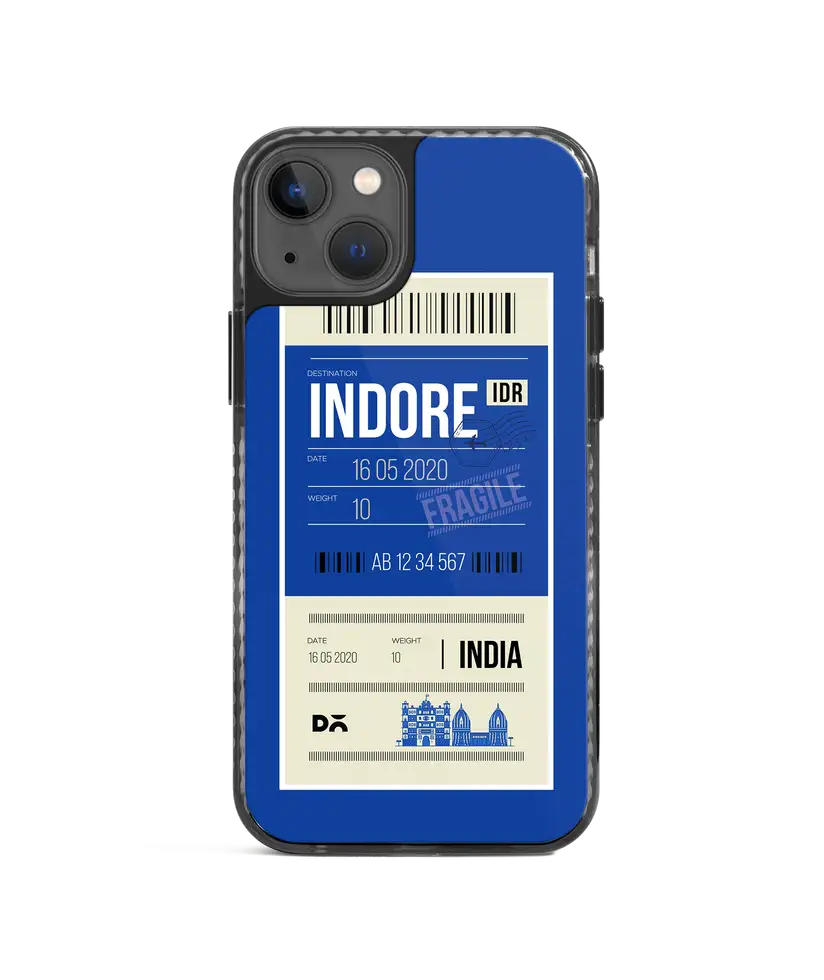 DESTINATION
INDORE IDR
DATE 16 05 2020
WEIGHT 10
FRAGILE
AB 12 34 567
DATE WEIGHT
16 05 2020 10 INDIA
DX